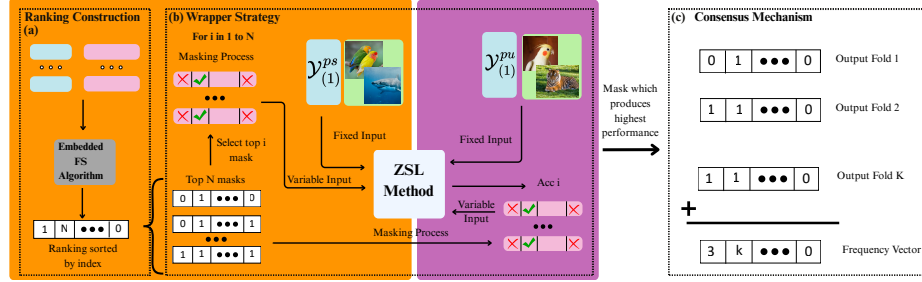 Ranking Construction
(a)
Embedded
FS
Algorithm
1 N ●●● 0
Ranking sorted
by index
(b) Wrapper Strategy
For i in 1 to N
Masking Process
Select top i
mask
Top N masks
0 1 ●●● 0
0 1 ●●● 1
1 1 ●●● 1
y^{ps}_{(1)}
Fixed Input
Variable Input
ZSL
Method
y^{pu}_{(1)}
Fixed Input
Acc i
Variable
Input
Masking Process
Mask which
produces
highest
performance
(c) Consensus Mechanism
0 1 ●●● 0 Output Fold 1
1 1 ●●● 0 Output Fold 2
1 1 ●●● 0 Output Fold K
+
3 k ●●● 0 Frequency Vector